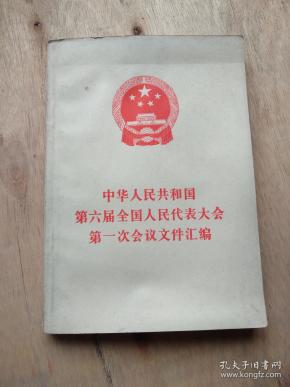 中华人民共和国
第六届全国人民代表大会
第一次会议文件汇编
孔夫子旧书网